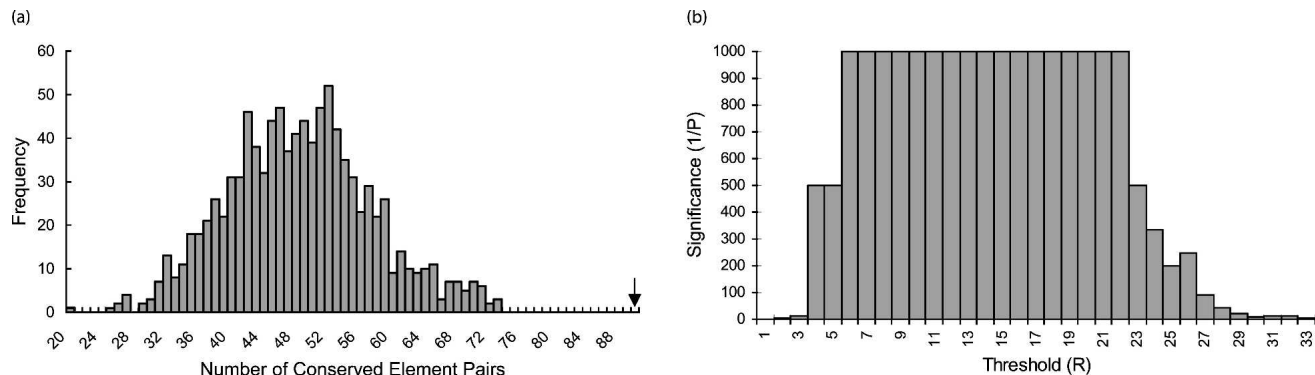 (a)
60
50
40
30
20
10
0
Frequency
20 24 28 32 36 40 44 48 52 56 60 64 68 72 76 80 84 88
Number of Conserved Element Pairs
(b)
1000
900
800
700
600
500
400
300
200
100
0
Significance (1/P)
1 3 5 7 9 11 13 15 17 19 21 23 25 27 29 31 33
Threshold (R)